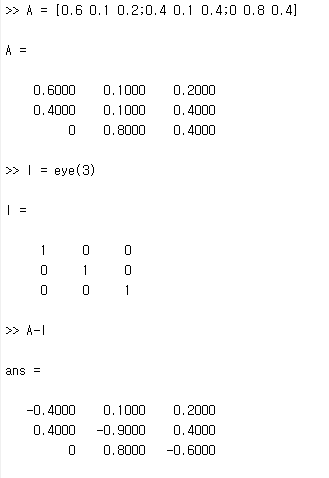 >> A = [0.6 0.1 0.2;0.4 0.1 0.4;0 0.8 0.4]
A =
0.6000 0.1000 0.2000
0.4000 0.1000 0.4000
0 0.8000 0.4000
>> I = eye(3)
I =
1 0 0
0 1 0
0 0 1
>> A-I
ans =
-0.4000 0.1000 0.2000
0.4000 -0.9000 0.4000
0 0.8000 -0.6000